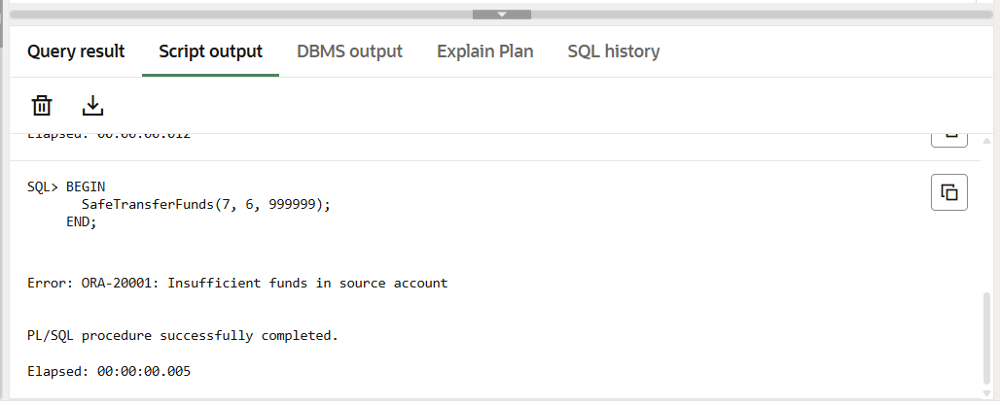 Query result Script output DBMS output Explain Plan SQL history
Elapsed: 00:00:00.012
SQL> BEGIN
SafeTransferFunds(7, 6, 999999);
END;
Error: ORA-20001: Insufficient funds in source account
PL/SQL procedure successfully completed.
Elapsed: 00:00:00.005